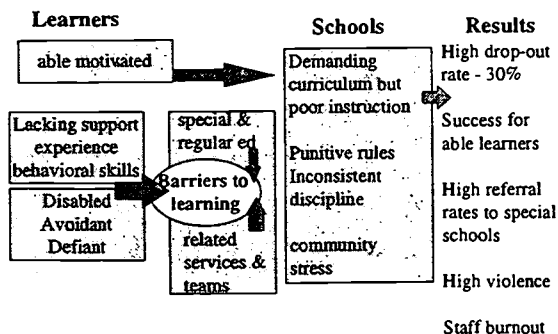 Learners
able motivated
Lacking support
experience
behavioral skills
Disabled
Avoidant
Defiant
special &
regular ed
Barriers to
learning
related
services &
teams
Schools
Demanding
curriculum but
poor instruction
Punitive rules
Inconsistent
discipline
community
stress
Results
High drop-out
rate - 30%
Success for
able learners
High referral
rates to special
schools
High violence
Staff burnout